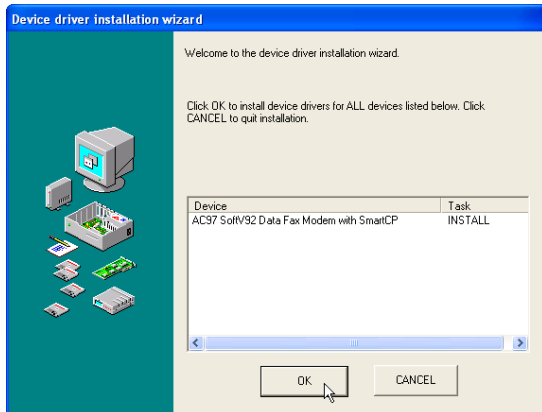 Device driver installation wizard
Welcome to the device driver installation wizard.
Click OK to install device drivers for ALL devices listed below. Click
CANCEL to quit installation.
Device Task
AC97 SoftV92 Data Fax Modem with SmartCP INSTALL
OK CANCEL